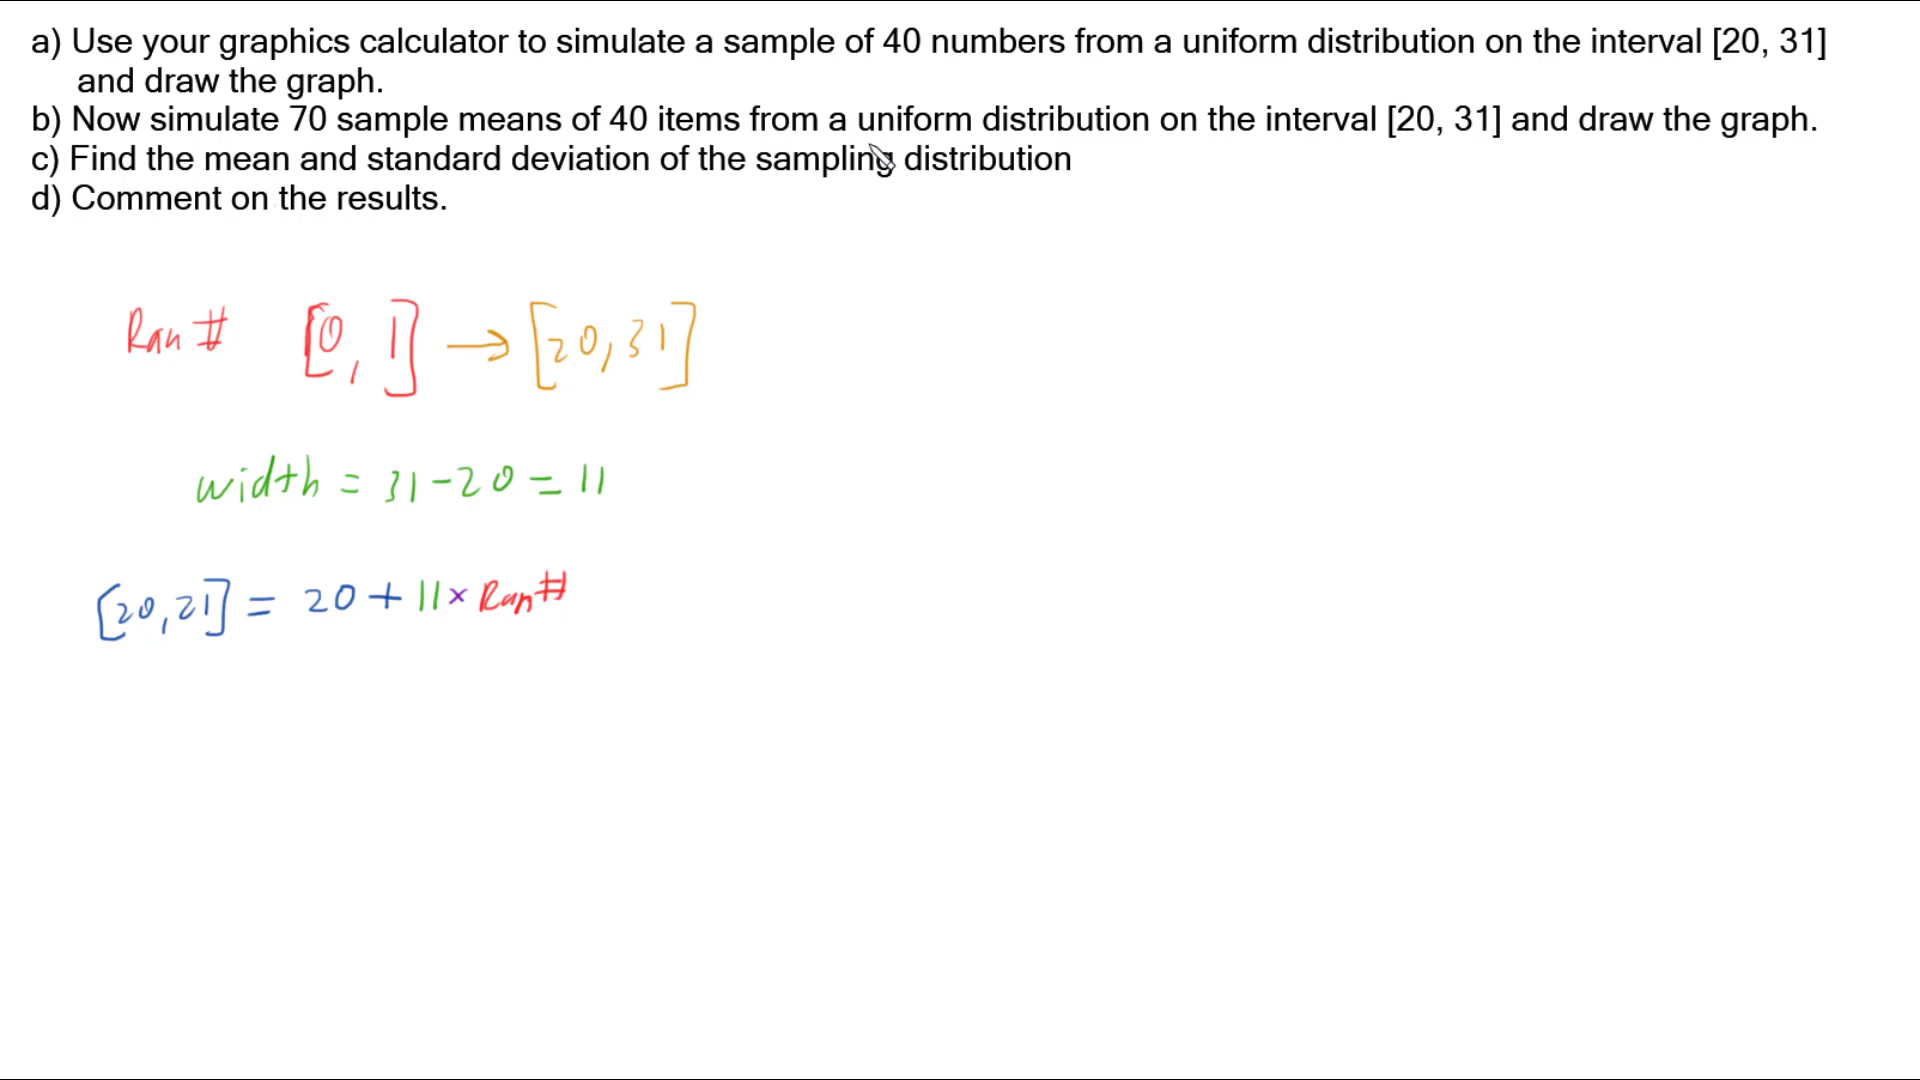 a) Use your graphics calculator to simulate a sample of 40 numbers from a uniform distribution on the interval [20, 31]
and draw the graph.
b) Now simulate 70 sample means of 40 items from a uniform distribution on the interval [20, 31] and draw the graph.
c) Find the mean and standard deviation of the sampling distribution
d) Comment on the results.
Ran# [0, 1] → [20, 31]
width = 31 - 20 = 11
[20, 21] = 20 + 11 × Ran#